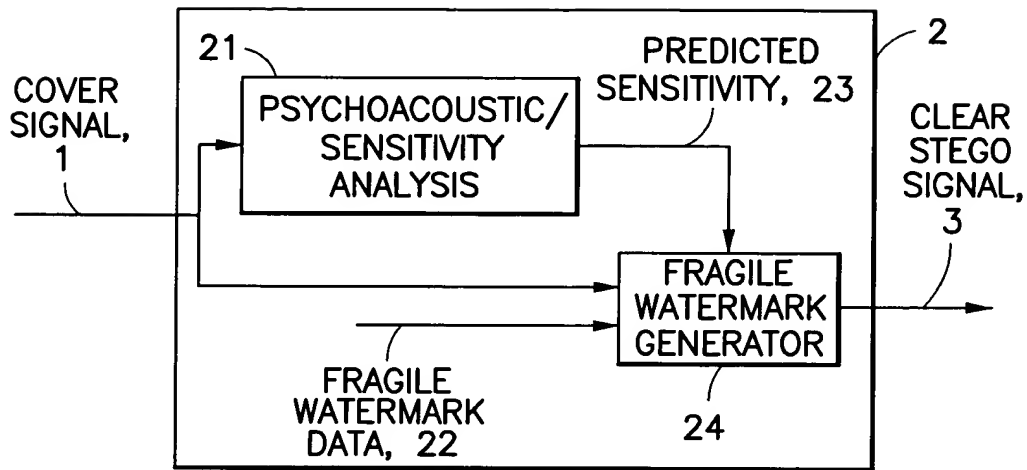 COVER
SIGNAL,
1
21
PSYCHOACOUSTIC/
SENSITIVITY
ANALYSIS
PREDICTED
SENSITIVITY, 23
2
CLEAR
STEGO
SIGNAL,
3
FRAGILE
WATERMARK
GENERATOR
24
FRAGILE
WATERMARK
DATA, 22